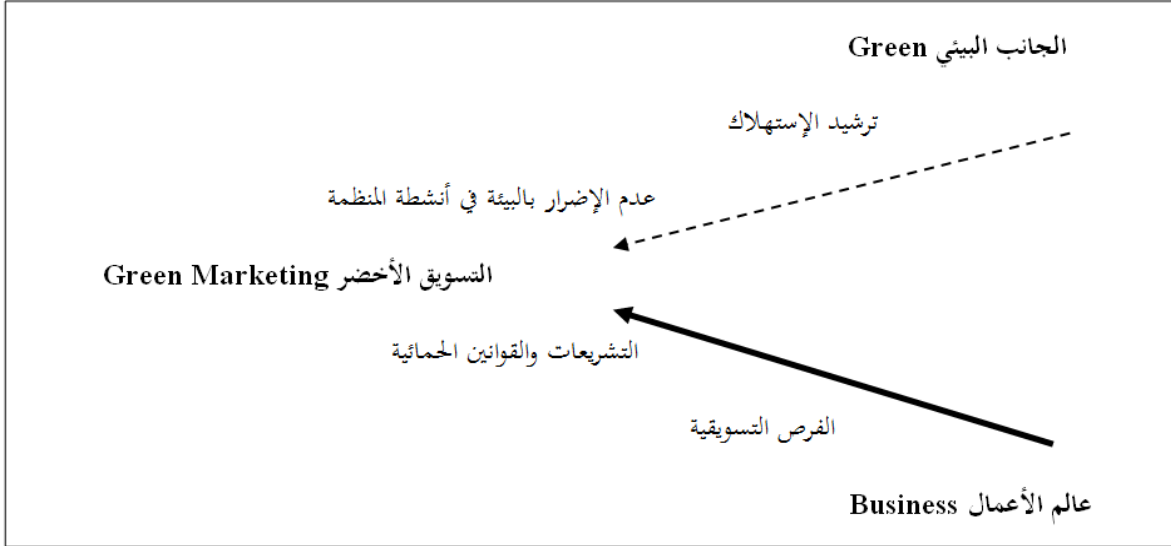 الجانب البيئي Green
ترشيد الإستهلاك
عدم الإضرار بالبيئة في أنشطة المنظمة
التسويق الأخضر Green Marketing
التشريعات والقوانين الحمائية
الفرص التسويقية
عالم الأعمال Business